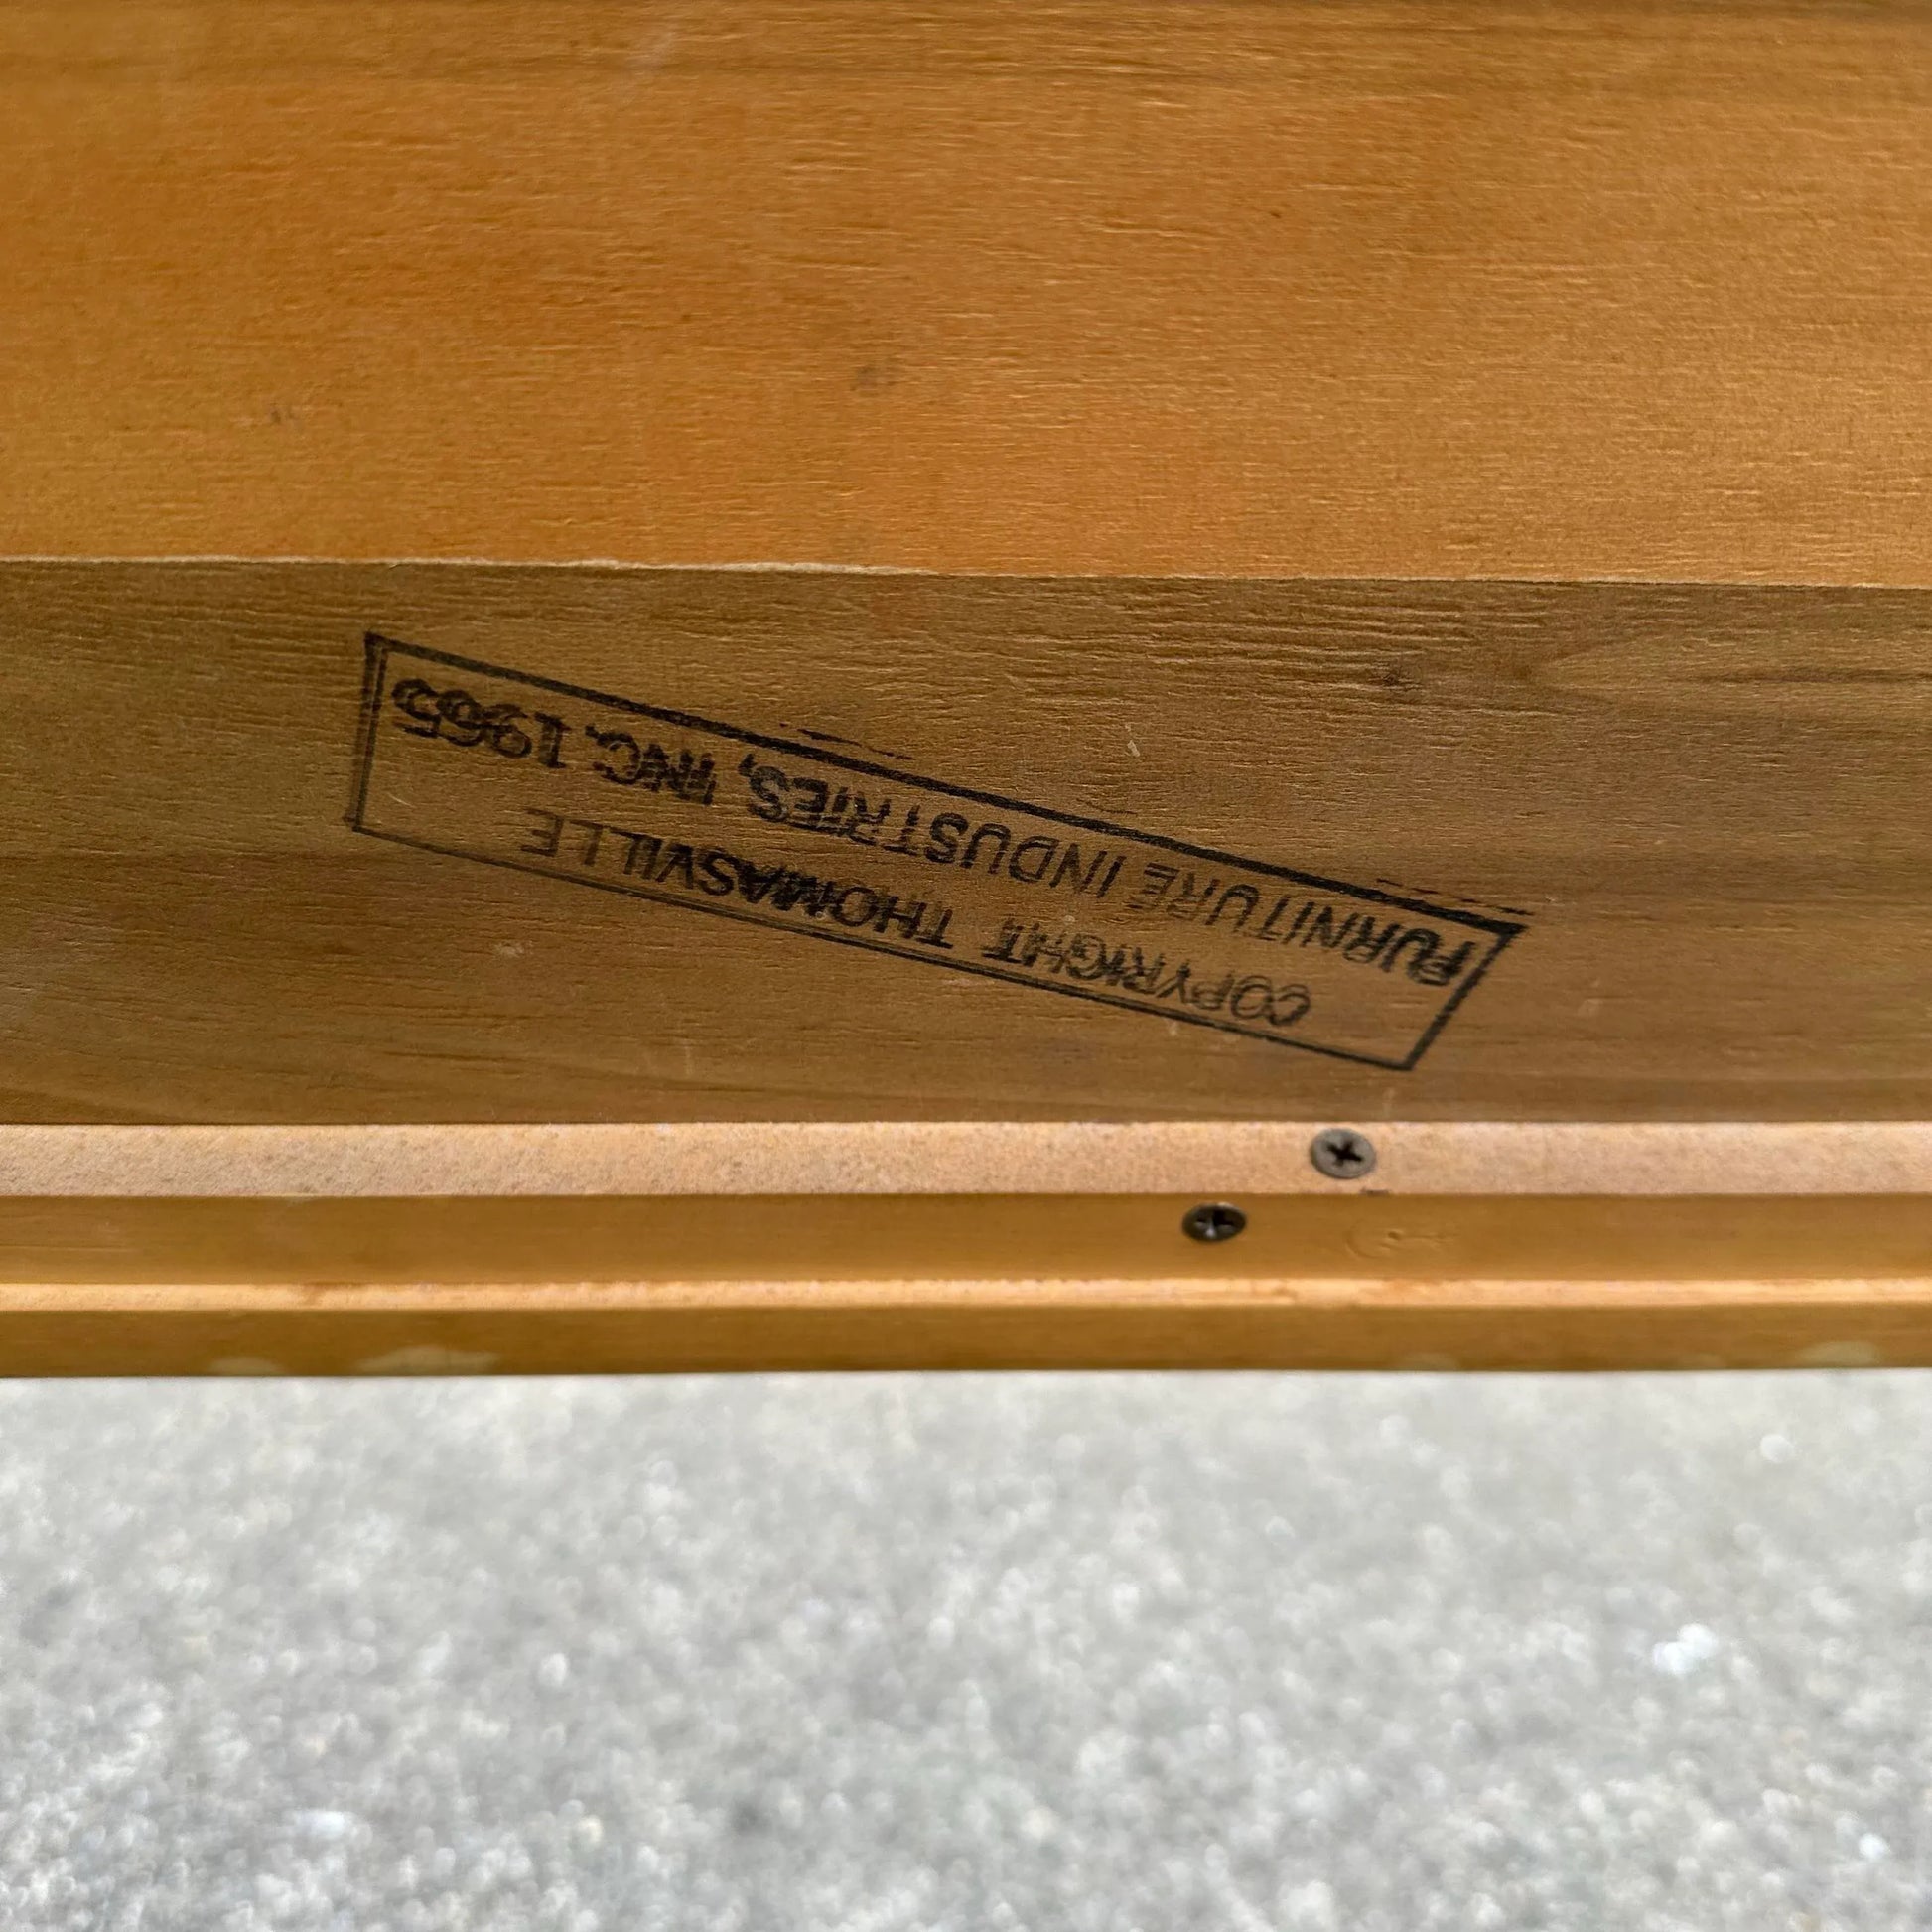 COPYRIGHT THOMASVILLE
FURNITURE INDUSTRIES, INC. 1965